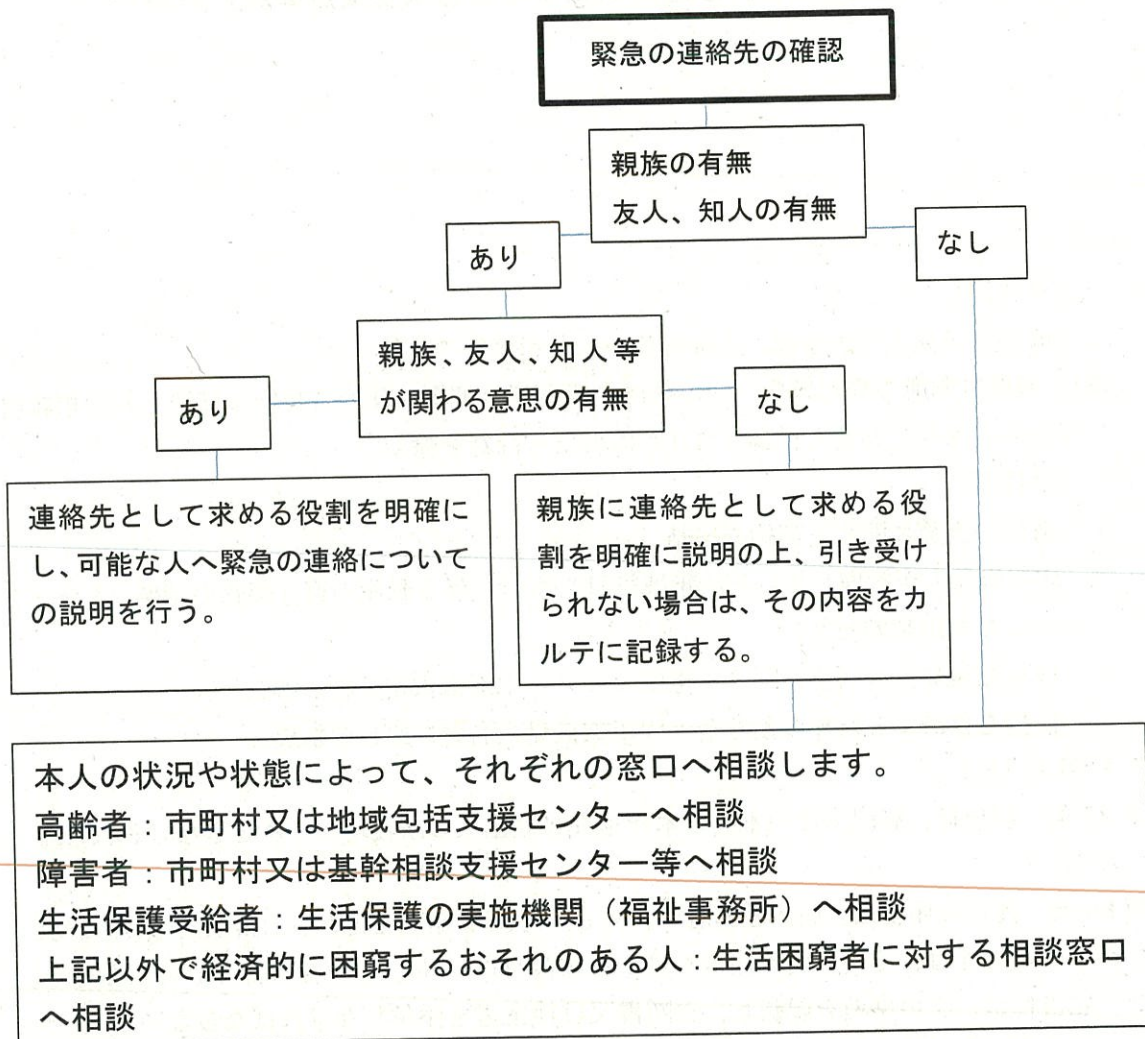 緊急の連絡先の確認
親族の有無
友人、知人の有無
あり
なし
親族、友人、知人等
が関わる意思の有無
あり
なし
連絡先として求める役割を明確に
し、可能な人へ緊急の連絡について
の説明を行う。
親族に連絡先として求める役
割を明確に説明の上、引き受け
られない場合は、その内容をカ
ルテに記録する。
本人の状況や状態によって、それぞれの窓口へ相談します。
高齢者：市町村又は地域包括支援センターへ相談
障害者：市町村又は基幹相談支援センター等へ相談
生活保護受給者：生活保護の実施機関（福祉事務所）へ相談
上記以外で経済的に困窮するおそれのある人：生活困窮者に対する相談窓口
へ相談